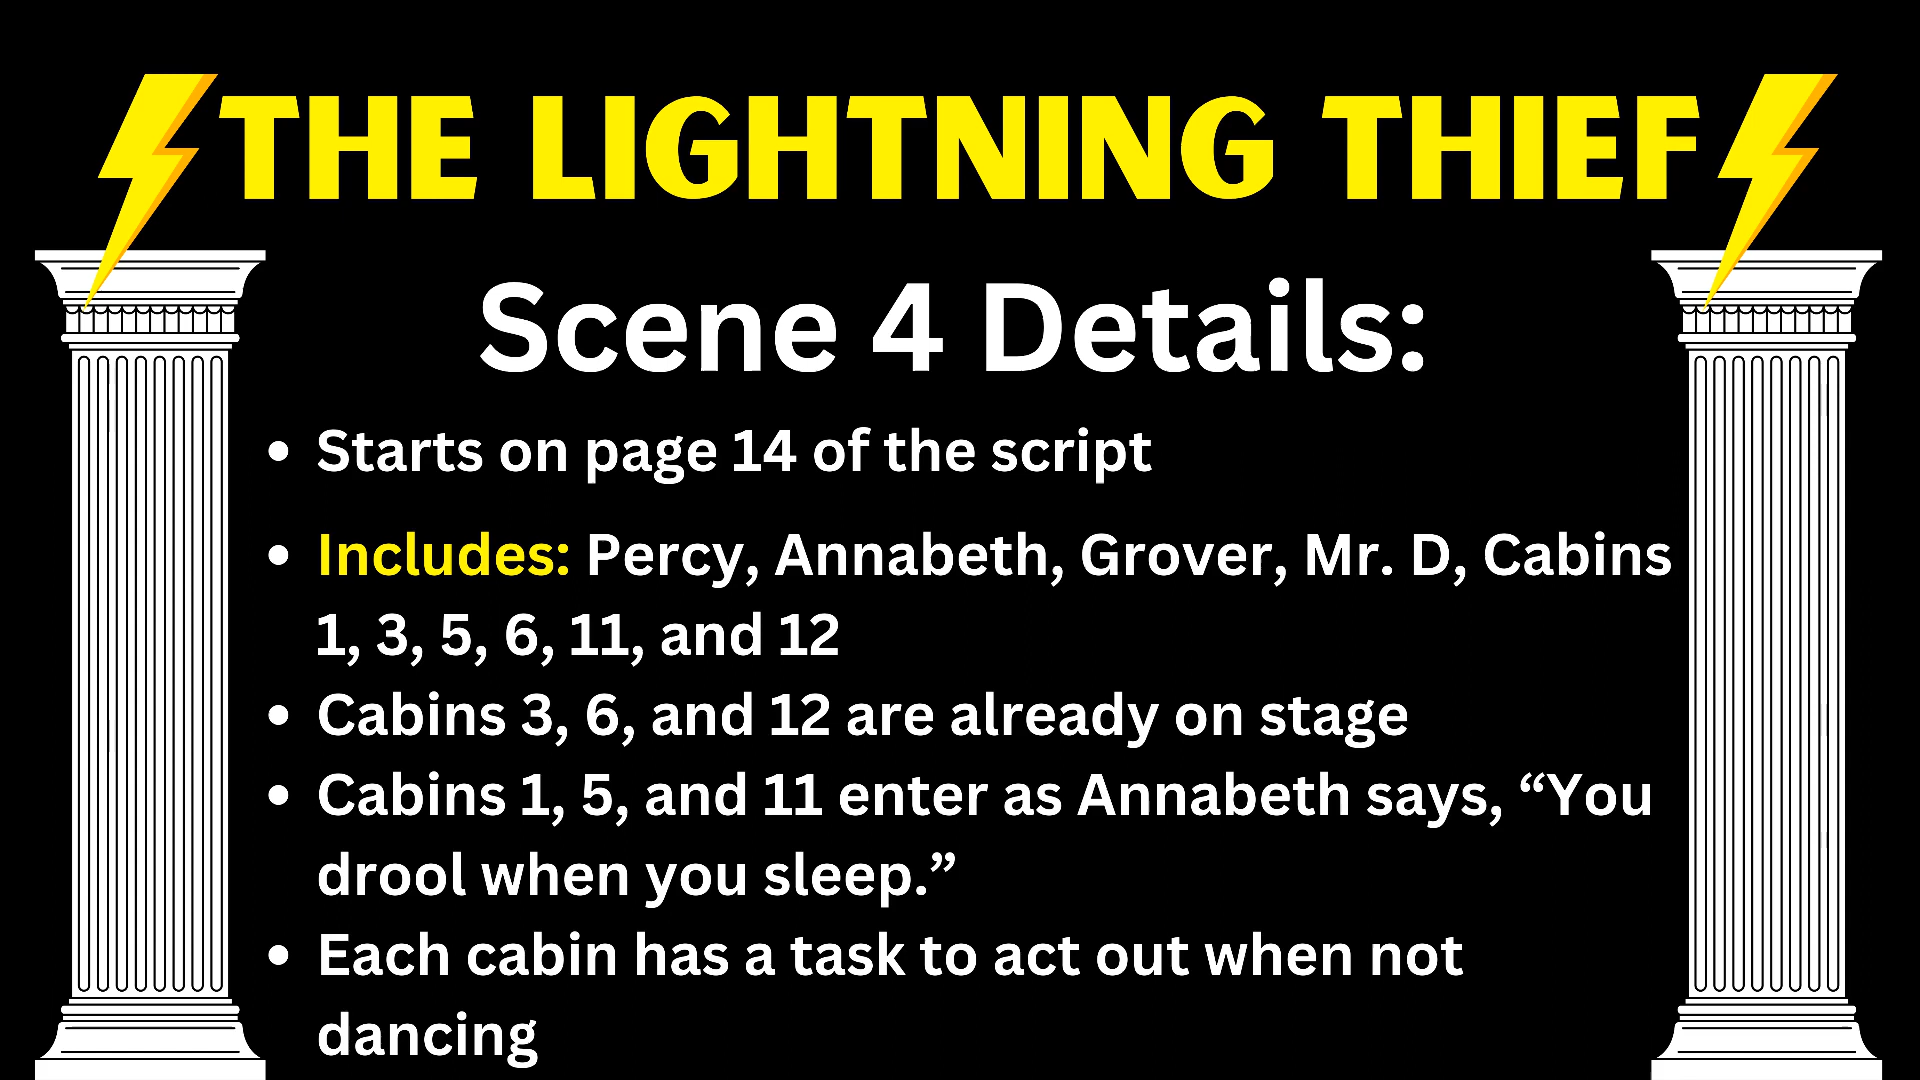 THE LIGHTNING THIEF
Scene 4 Details:
• Starts on page 14 of the script
• Includes: Percy, Annabeth, Grover, Mr. D, Cabins
1, 3, 5, 6, 11, and 12
• Cabins 3, 6, and 12 are already on stage
• Cabins 1, 5, and 11 enter as Annabeth says, “You
drool when you sleep.”
• Each cabin has a task to act out when not
dancing